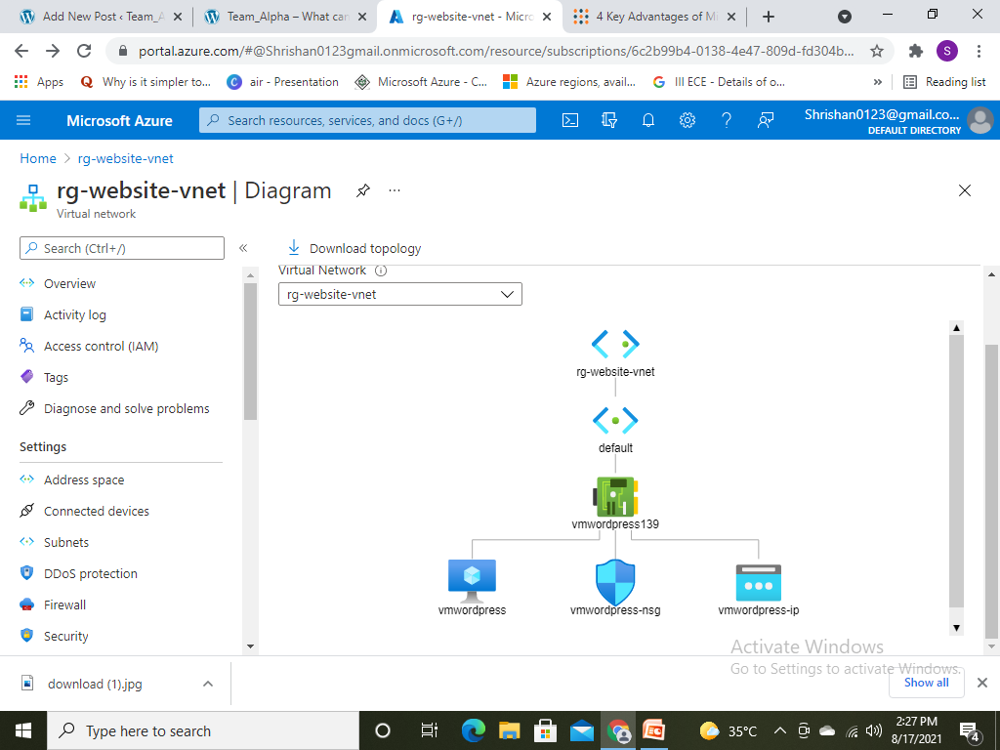 Add New Post ‹ Team_A
Team_Alpha – What can
rg-website-vnet - Micro
4 Key Advantages of Mi
portal.azure.com/#@Shrishan0123gmail.onmicrosoft.com/resource/subscriptions/6c2b99b4-0138-4e47-809d-fd304b...
S
Apps
Why is it simpler to...
air - Presentation
Microsoft Azure - C...
Azure regions, avail...
III ECE - Details of o...
»
Reading list
Microsoft Azure
Search resources, services, and docs (G+/)
Shrishan0123@gmail.co...
DEFAULT DIRECTORY
Home > rg-website-vnet
rg-website-vnet | Diagram
Virtual network
Search (Ctrl+/)
«
Download topology
Overview
Activity log
Access control (IAM)
Tags
Diagnose and solve problems
Settings
Address space
Connected devices
Subnets
DDoS protection
Firewall
Security
Virtual Network
rg-website-vnet
rg-website-vnet
default
vmwordpress139
vmwordpress
vmwordpress-nsg
vmwordpress-ip
Activate Windows
Go to Settings to activate Windows.
download (1).jpg
Show all
Type here to search
35°C
2:27 PM
8/17/2021
4